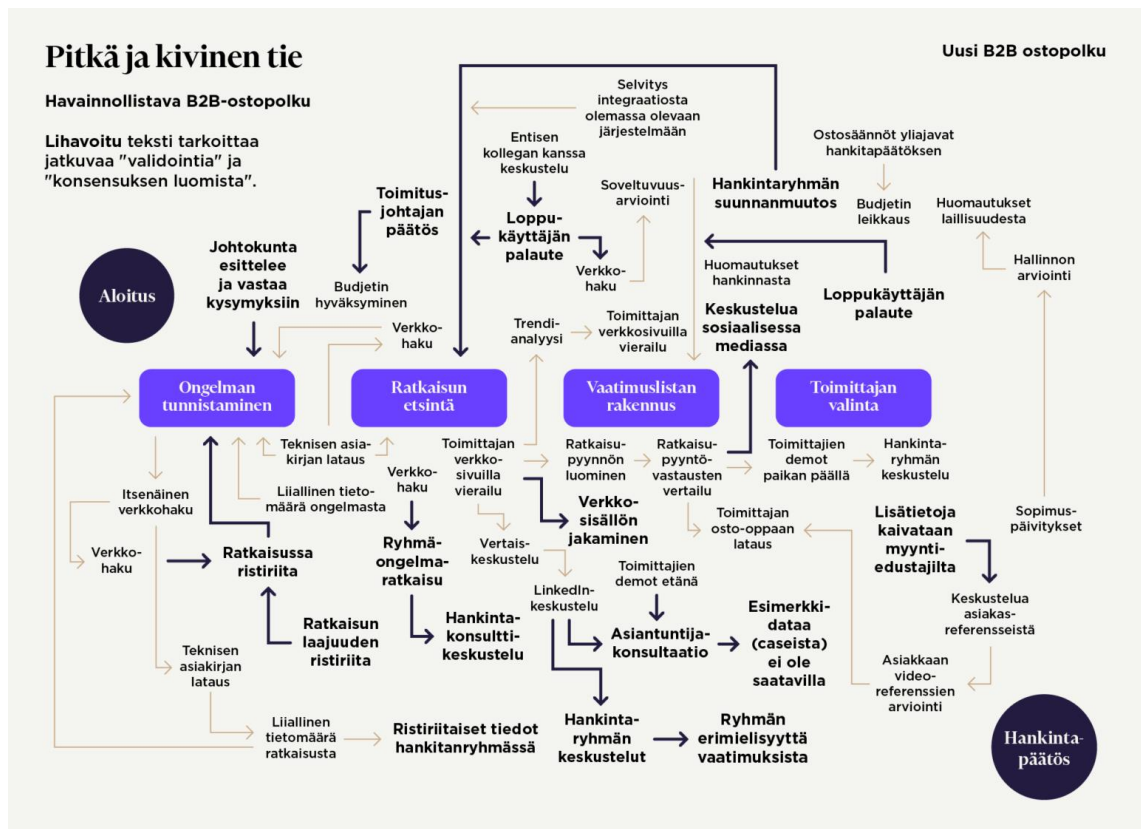 Pitkä ja kivinen tie
Uusi B2B ostopolku
Havainnollistava B2B-ostopolku
Lihavoitu teksti tarkoittaa
jatkuvaa "validointia" ja
"konsensuksen luomista".
Selvitys
integraatiosta
olemassa olevaan
järjestelmään
Entisen
kollegan kanssa
keskustelu
Ostosäännöt yliajavat
hankitapäätöksen
Toimitus-
johtajan
päätös
Soveltuvuus-
arviointi
Hankintaryhmän
suunnanmuutos
Budjetin
leikkaus
Huomautukset
laillisuudesta
Loppu-
käyttäjän
palaute
Johtokunta
esittelee
ja vastaa
kysymyksiin
Aloitus
Budjetin
hyväksyminen
Verkko-
haku
Huomautukset
hankinnasta
Loppukäyttäjän
palaute
Hallinnon
arviointi
Verkko-
haku
Trendi-
analyysi
Toimittajan
verkkosivuilla
vierailu
Keskustelua
sosiaalisessa
mediassa
Ongelman
tunnistaminen
Ratkaisun
etsintä
Vaatimuslistan
rakennus
Toimittajan
valinta
Teknisen asia-
kirjan lataus
Toimittajan
verkko-
sivuilla
vierailu
Ratkaisu-
pyynnön
luominen
Ratkaisu-
pyyntö-
vastausten
vertailu
Toimittajien
demot
paikan päällä
Hankinta-
ryhmän
keskustelu
Verkko-
haku
Itsenäinen
verkkohaku
Liiallinen tieto-
määrä ongelmasta
Verkko-
sisällön
jakaminen
Toimittajan
osto-oppaan
lataus
Lisätietoja
kaivataan
myynti-
edustajilta
Sopimus-
päivitykset
Verkko-
haku
Ratkaisussa
ristiriita
Ryhmä-
ongelma-
ratkaisu
Vertais-
keskustelu
LinkedIn-
keskustelu
Toimittajien
demot etänä
Keskustelua
asiakas-
referensseistä
Ratkaisun
laajuuden
ristiriita
Hankinta-
konsultti-
keskustelu
Asiantuntija-
konsultaatio
Esimerkki-
dataa
(caseista)
ei ole
saatavilla
Teknisen
asiakirjan
lataus
Asiakkaan
video-
referenssien
arviointi
Liiallinen
tietomäärä
ratkaisusta
Ristiriitaiset tiedot
hankitanryhmässä
Hankinta-
ryhmän
keskustelut
Ryhmän
erimielisyyttä
vaatimuksista
Hankinta-
päätös